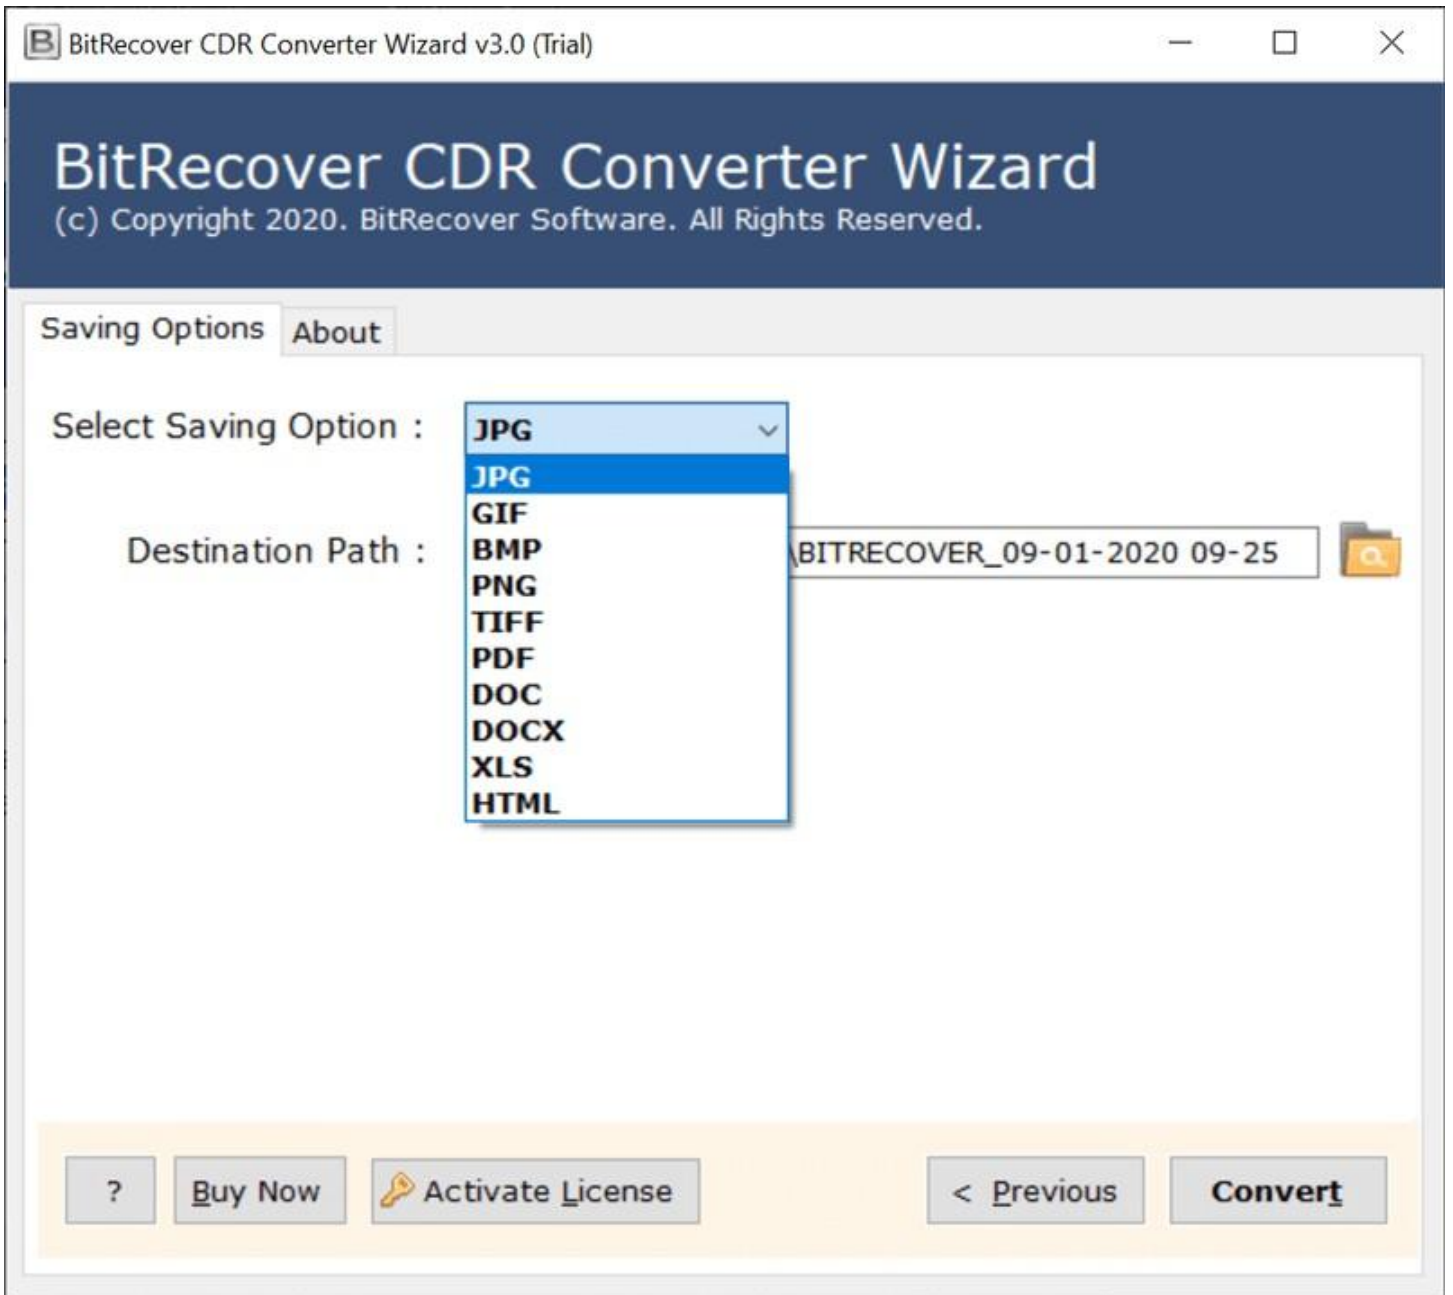 BitRecover CDR Converter Wizard v3.0 (Trial)
BitRecover CDR Converter Wizard
(c) Copyright 2020. BitRecover Software. All Rights Reserved.
Saving Options About
Select Saving Option : JPG
JPG
GIF
Destination Path : \BITRECOVER_09-01-2020 09-25
BMP
PNG
TIFF
PDF
DOC
DOCX
XLS
HTML
? Buy Now Activate License < Previous Convert